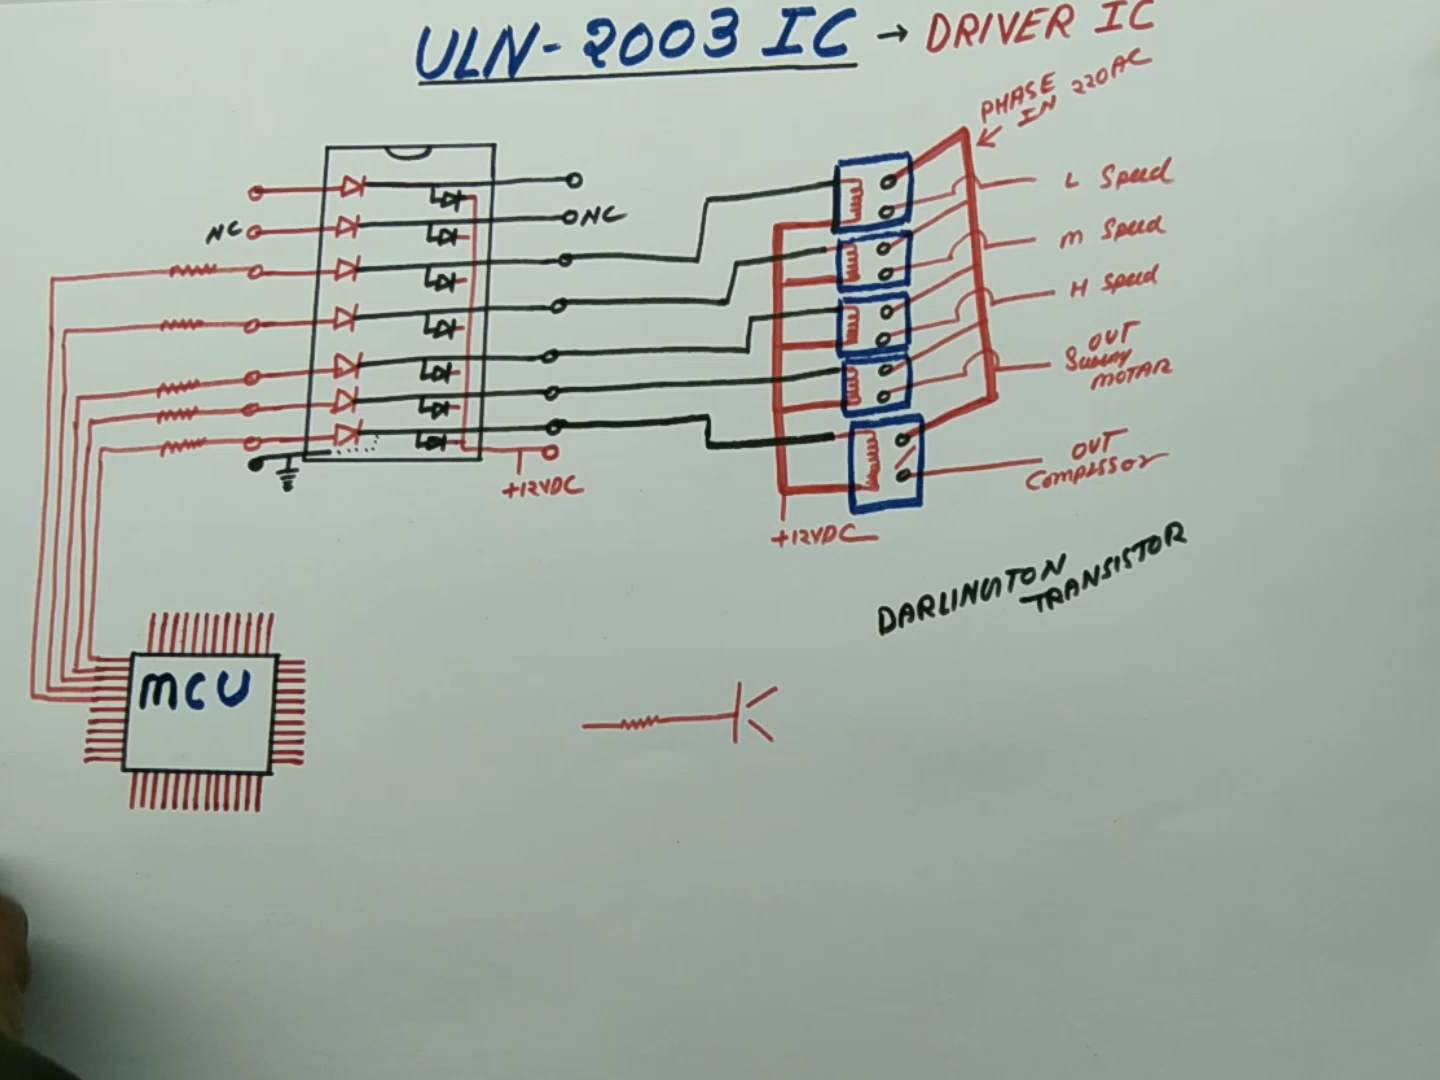 ULN-2003 IC → DRIVER IC
PHASE
IN 220AC
L Speed
NC
NC
M Speed
H Speed
OUT
MOTAR
+12VDC
OUT
Compressor
+12VDC
DARLINGTON
TRANSISTOR
MCU